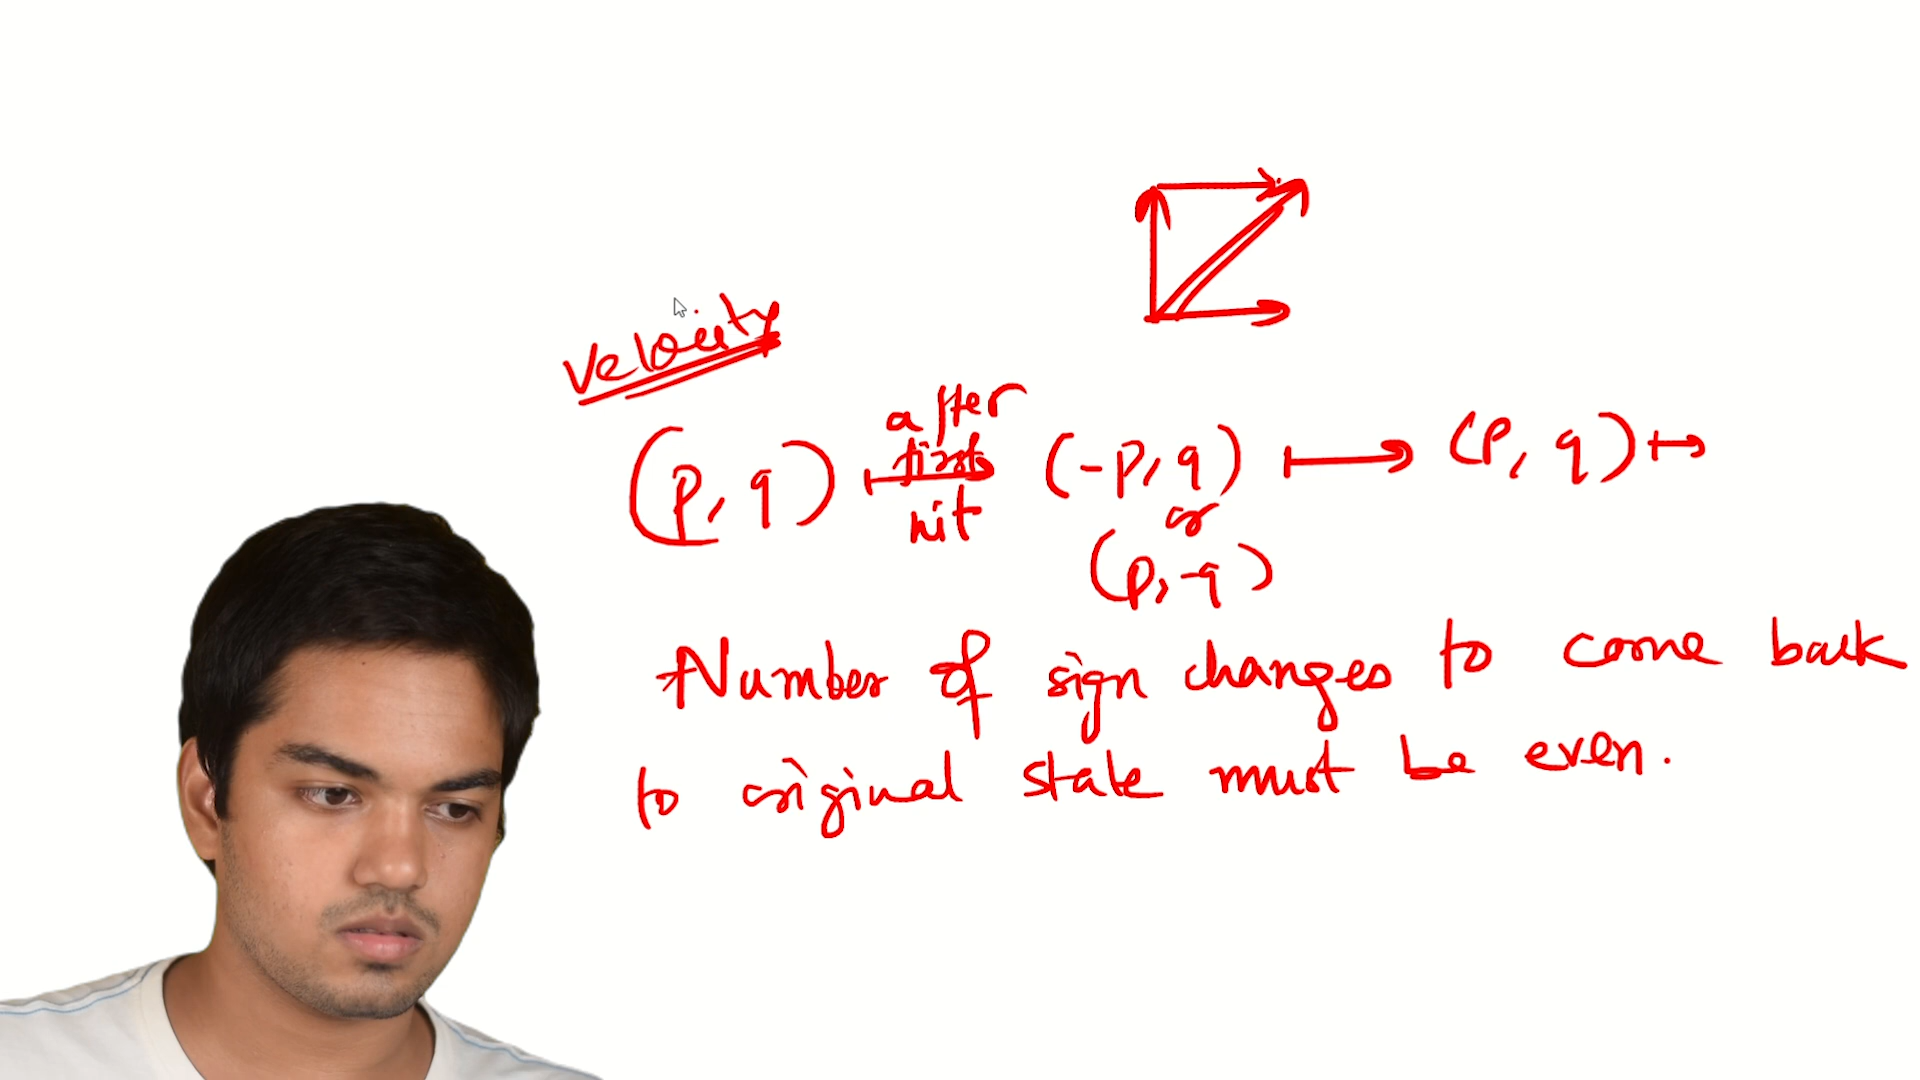 Velocity
(p, q) after first hit (-p, q) (p, q)
or
(p, -q)
Number of sign changes to come back
to original state must be even.